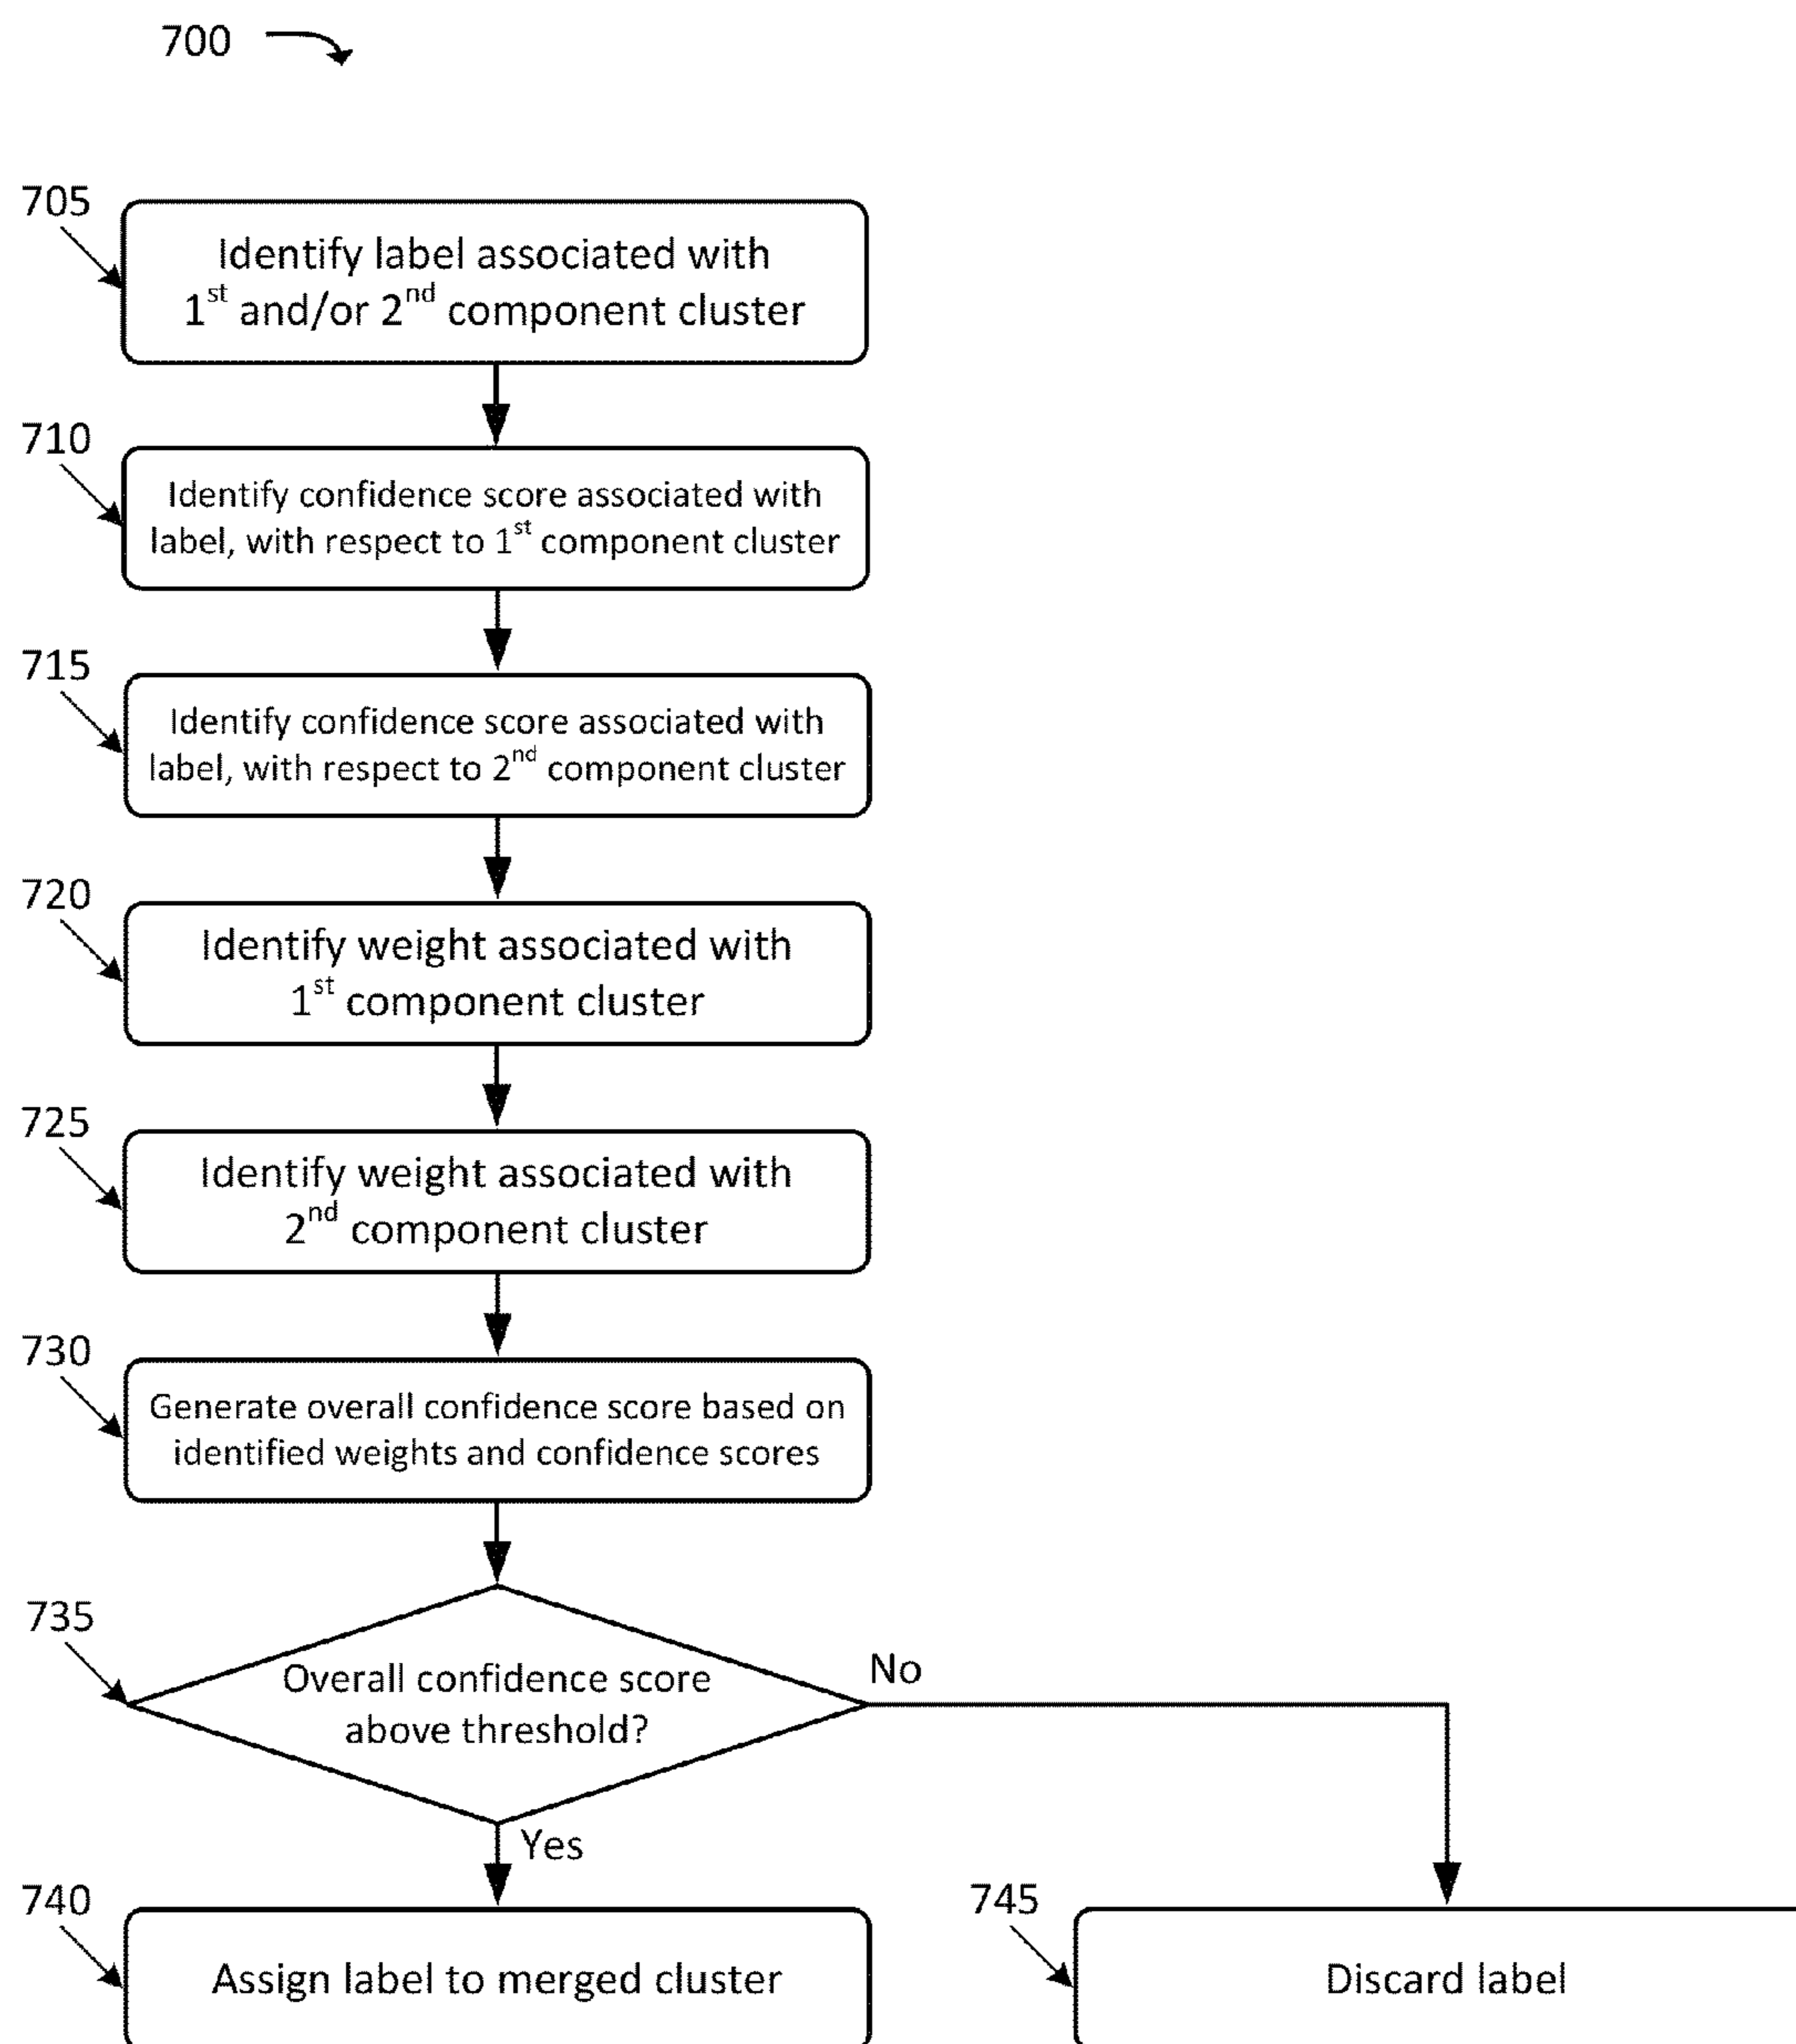 700
705
Identify label associated with
1st and/or 2nd component cluster
710
Identify confidence score associated with
label, with respect to 1st component cluster
715
Identify confidence score associated with
label, with respect to 2nd component cluster
720
Identify weight associated with
1st component cluster
725
Identify weight associated with
2nd component cluster
730
Generate overall confidence score based on
identified weights and confidence scores
735
Overall confidence score
above threshold?
No
Yes
740
Assign label to merged cluster
745
Discard label